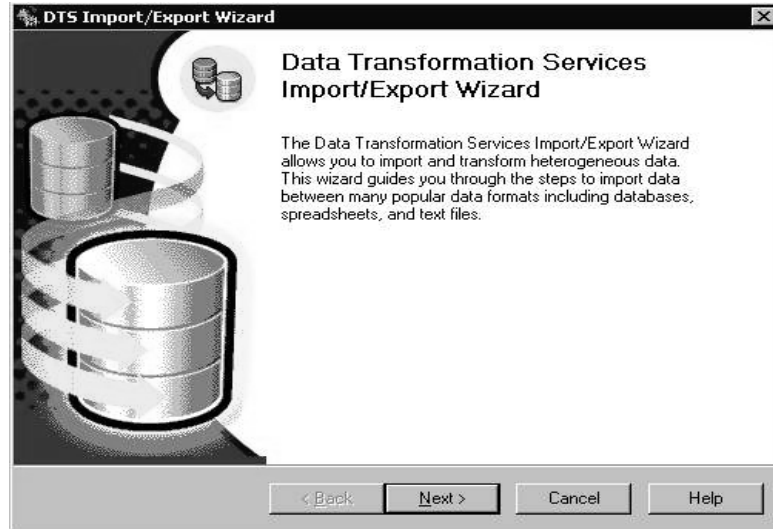 DTS Import/Export Wizard
Data Transformation Services
Import/Export Wizard
The Data Transformation Services Import/Export Wizard
allows you to import and transform heterogeneous data.
This wizard guides you through the steps to import data
between many popular data formats including databases,
spreadsheets, and text files.
< Back
Next >
Cancel
Help